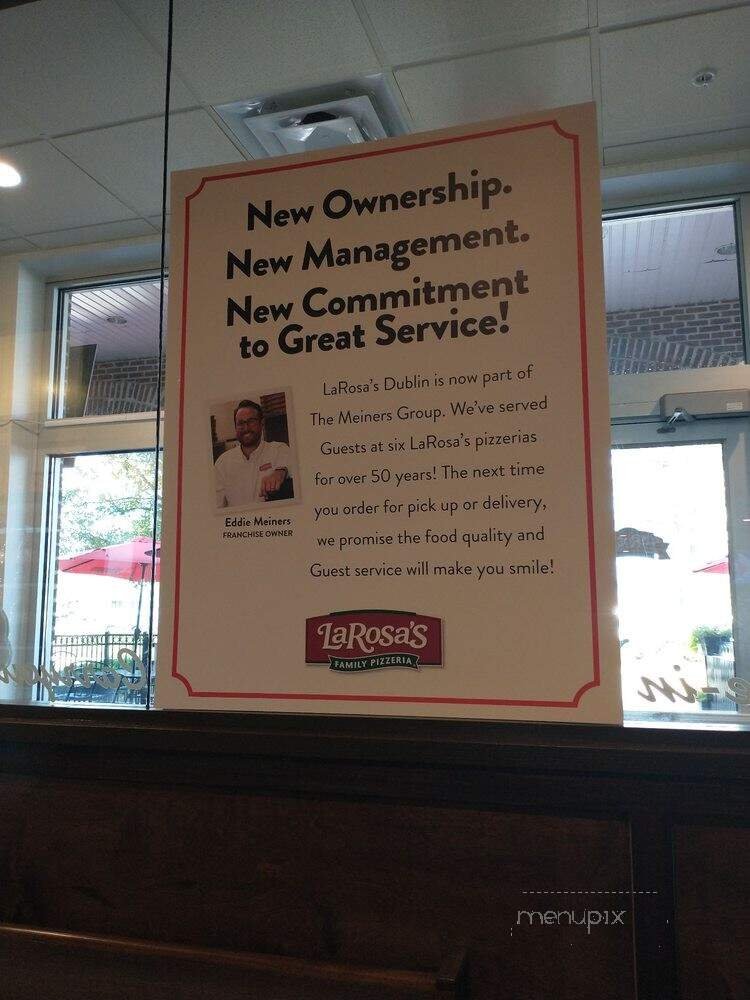 New Ownership.
New Management.
New Commitment
to Great Service!
LaRosa's Dublin is now part of
The Meiners Group. We've served
Guests at six LaRosa's pizzerias
for over 50 years! The next time
you order for pick up or delivery,
we promise the food quality and
Guest service will make you smile!
Eddie Meiners
FRANCHISE OWNER
LaRosa's
FAMILY PIZZERIA
menupix